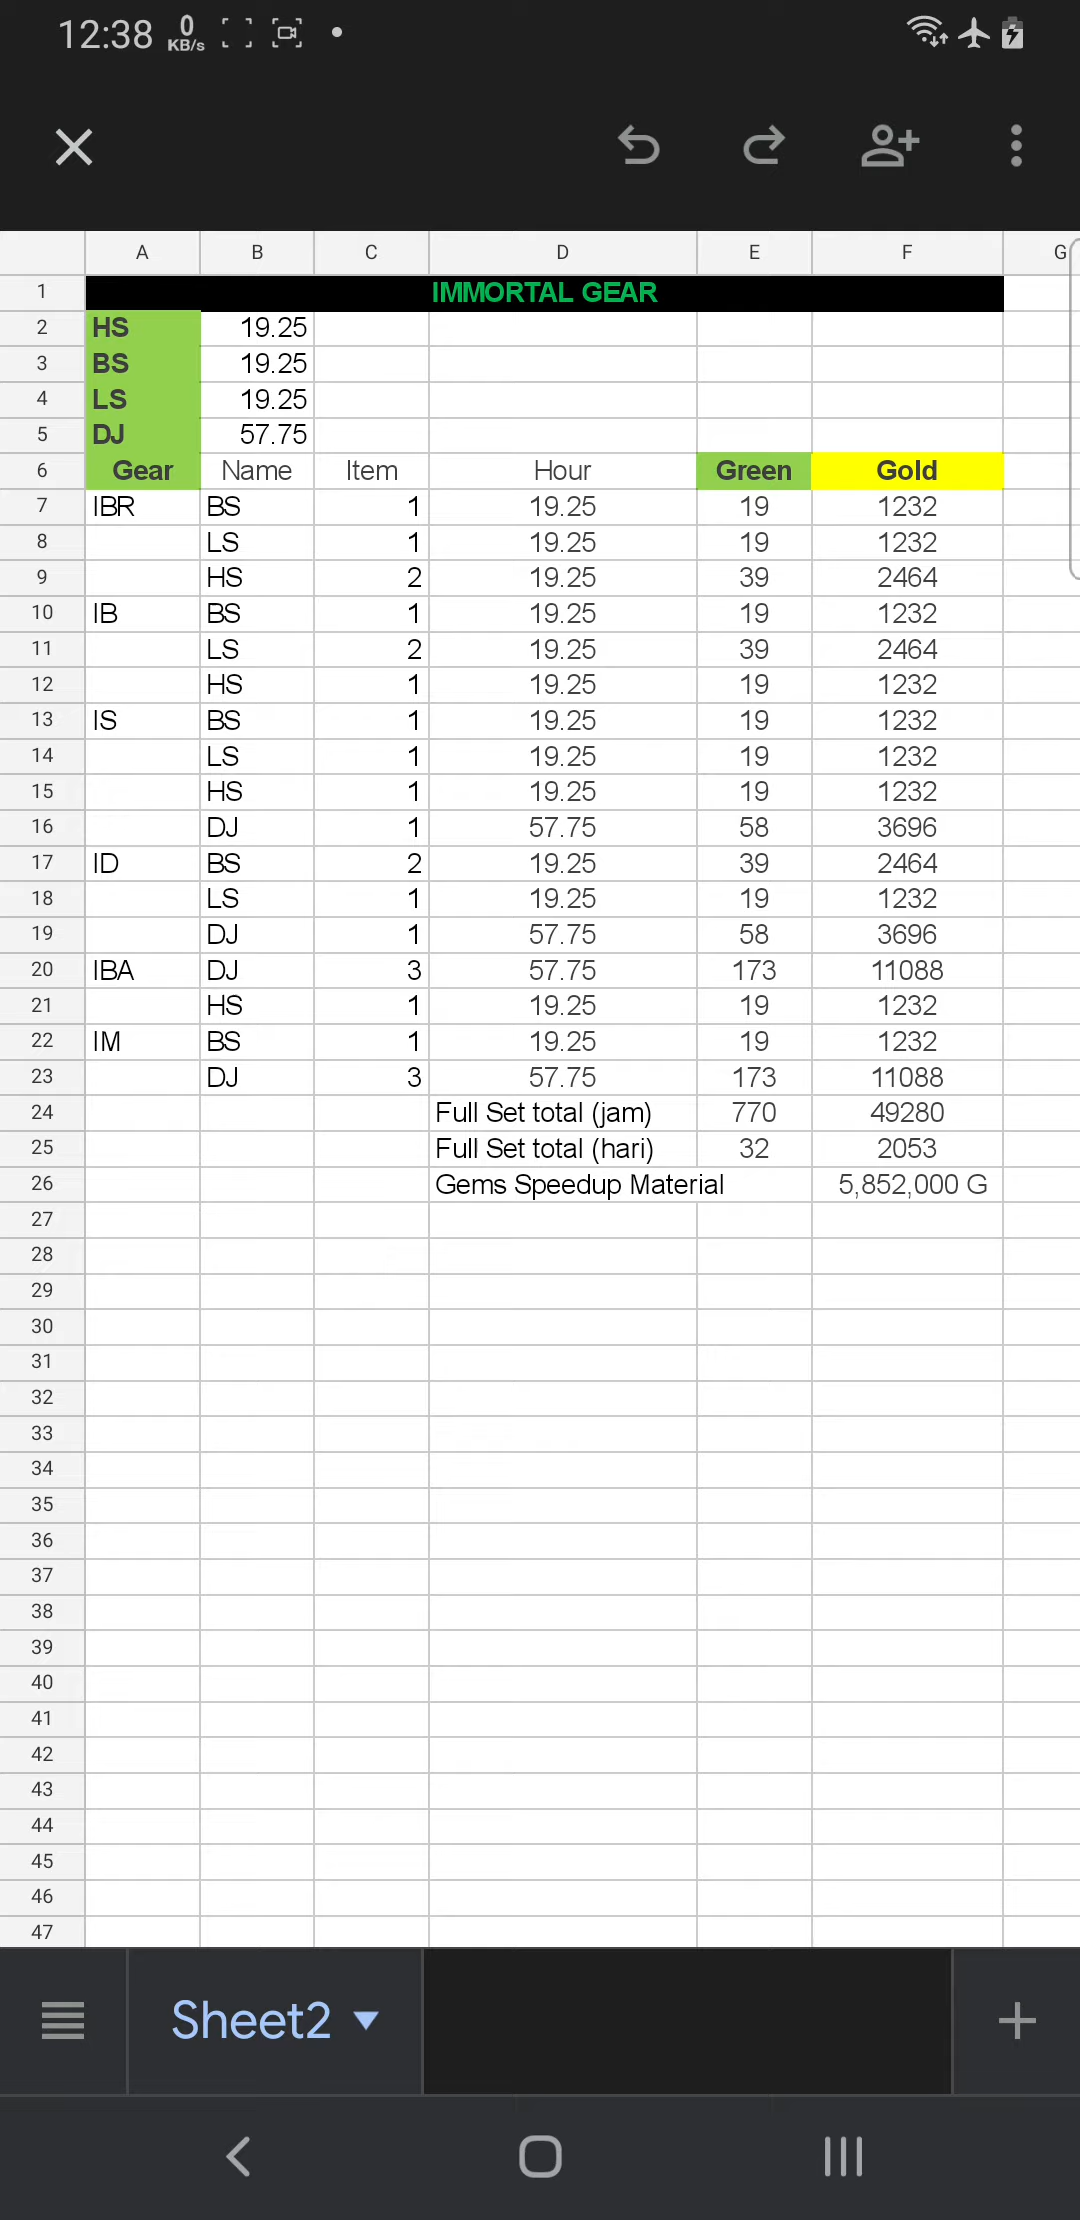 12:38 0 KB/s
A B C D E F G
1 IMMORTAL GEAR
2 HS 19.25
3 BS 19.25
4 LS 19.25
5 DJ 57.75
6 Gear Name Item Hour Green Gold
7 IBR BS 1 19.25 19 1232
8 LS 1 19.25 19 1232
9 HS 2 19.25 39 2464
10 IB BS 1 19.25 19 1232
11 LS 2 19.25 39 2464
12 HS 1 19.25 19 1232
13 IS BS 1 19.25 19 1232
14 LS 1 19.25 19 1232
15 HS 1 19.25 19 1232
16 DJ 1 57.75 58 3696
17 ID BS 2 19.25 39 2464
18 LS 1 19.25 19 1232
19 DJ 1 57.75 58 3696
20 IBA DJ 3 57.75 173 11088
21 HS 1 19.25 19 1232
22 IM BS 1 19.25 19 1232
23 DJ 3 57.75 173 11088
24 Full Set total (jam) 770 49280
25 Full Set total (hari) 32 2053
26 Gems Speedup Material 5,852,000 G
27
28
29
30
31
32
33
34
35
36
37
38
39
40
41
42
43
44
45
46
47
Sheet2